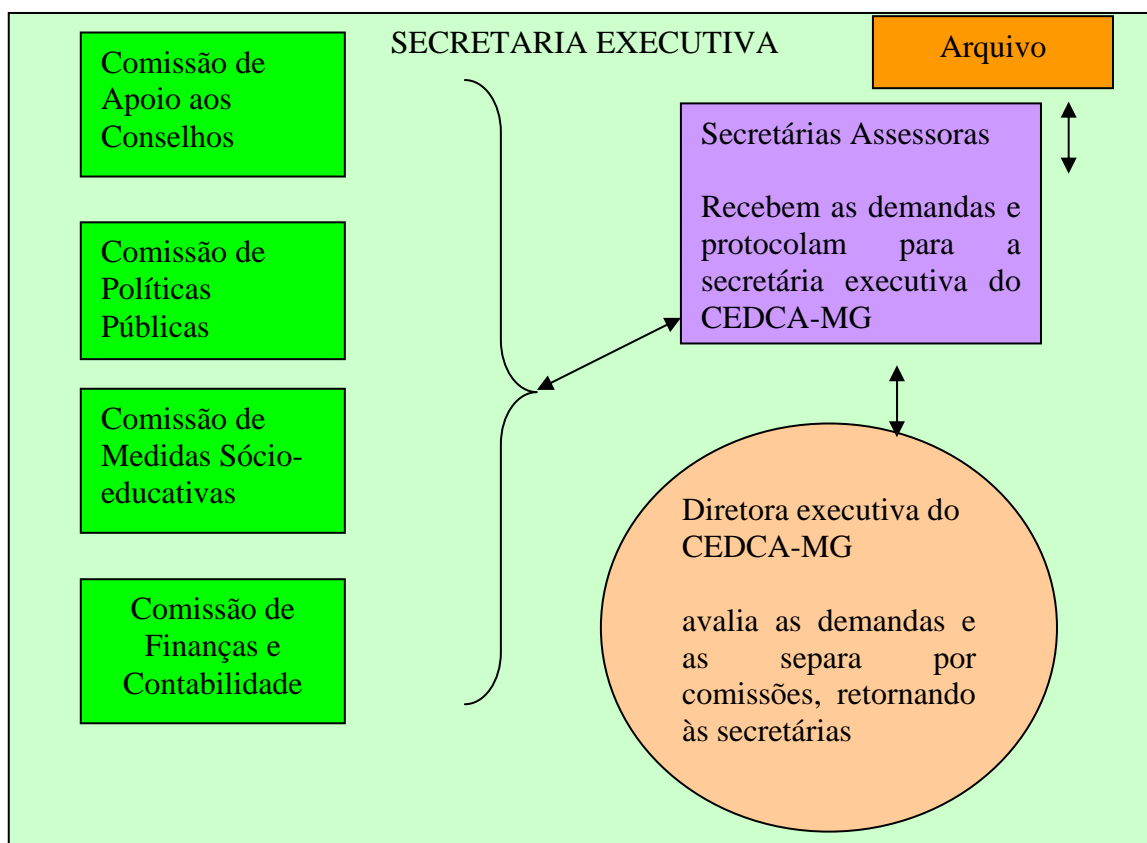 SECRETARIA EXECUTIVA
Arquivo
Comissão de
Apoio aos
Conselhos
Comissão de
Políticas
Públicas
Comissão de
Medidas Sócio-
educativas
Comissão de
Finanças e
Contabilidade
Secretárias Assessoras
Recebem as demandas e
protocolam para a
secretária executiva do
CEDCA-MG
Diretora executiva do
CEDCA-MG
avalia as demandas e
as separa por
comissões, retornando
às secretárias